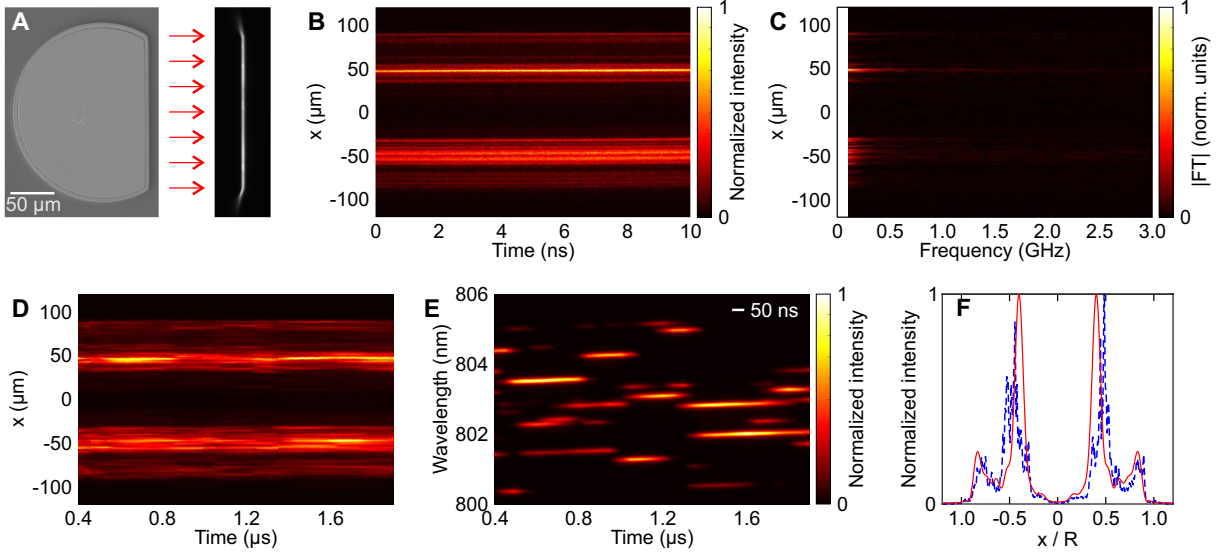 A
50 µm
B
100
50
0
-50
-100
x (µm)
0 2 4 6 8 10
Time (ns)
1
0
Normalized intensity
C
100
50
0
-50
-100
x (µm)
0 0.5 1.0 1.5 2.0 2.5 3.0
Frequency (GHz)
1
0
|FT| (norm. units)
D
100
50
0
-50
-100
x (µm)
0.4 0.8 1.2 1.6
Time (µs)
E
50 ns
806
804
802
800
Wavelength (nm)
0.4 0.8 1.2 1.6
Time (µs)
1
0
Normalized intensity
F
1
0
Normalized intensity
1.0 -0.5 0 0.5 1.0
x / R